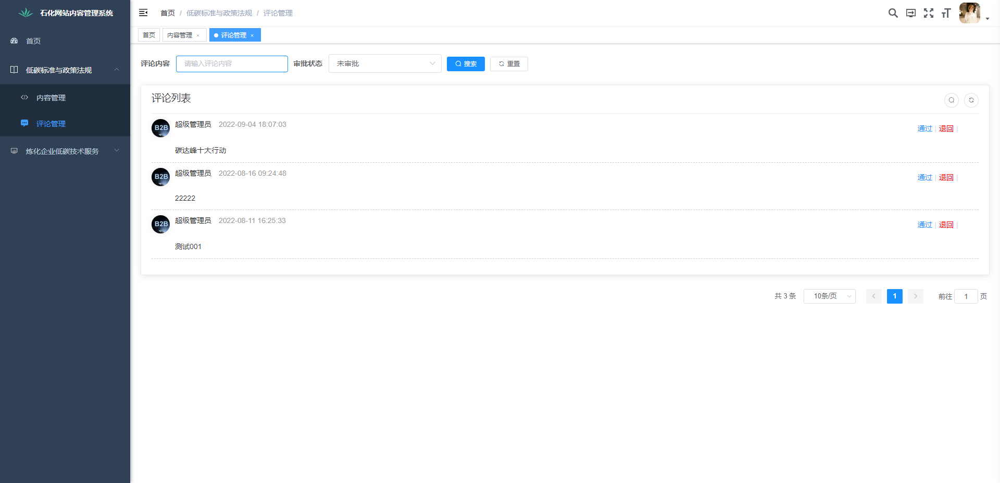 石化网站内容管理系统
首页
低碳标准与政策法规
内容管理
评论管理
炼化企业低碳技术服务
首页 / 低碳标准与政策法规 / 评论管理
首页 内容管理 × 评论管理 ×
评论内容 请输入评论内容 审批状态 未审批 搜索 重置
评论列表
B2B 超级管理员 2022-09-04 18:07:03 通过 | 退回 |
碳达峰十大行动
B2B 超级管理员 2022-08-16 09:24:48 通过 | 退回 |
22222
B2B 超级管理员 2022-08-11 16:25:33 通过 | 退回 |
测试001
共 3 条 10条/页 1 前往 1 页